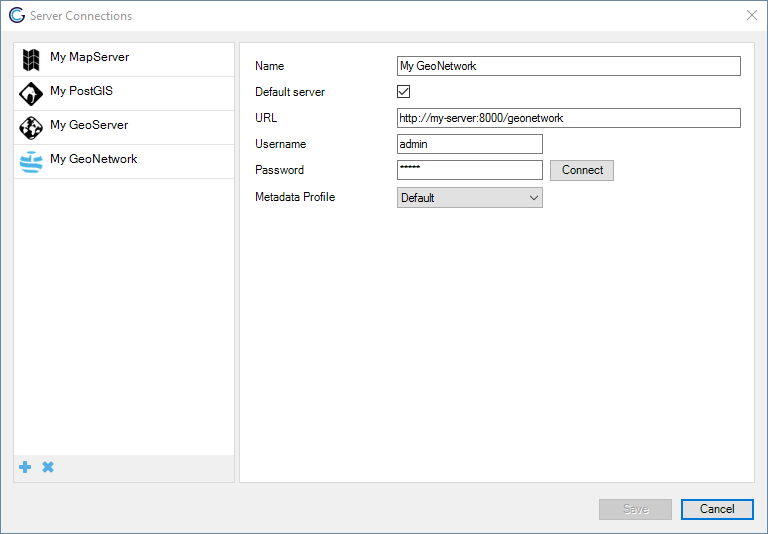 Server Connections
My MapServer
My PostGIS
My GeoServer
My GeoNetwork
Name
My GeoNetwork
Default server
URL
http://my-server:8000/geonetwork
Username
admin
Password
*****
Connect
Metadata Profile
Default
Save
Cancel